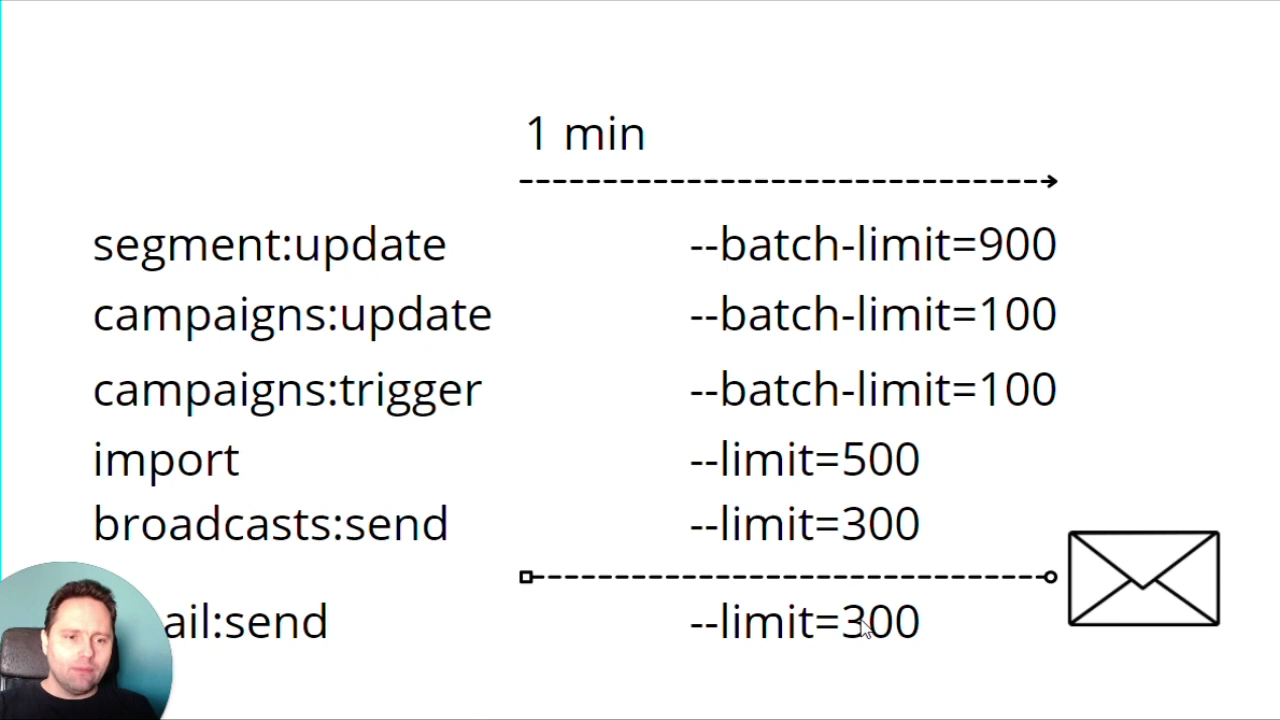 1 min
segment:update --batch-limit=900
campaigns:update --batch-limit=100
campaigns:trigger --batch-limit=100
import --limit=500
broadcasts:send --limit=300
ail:send --limit=300